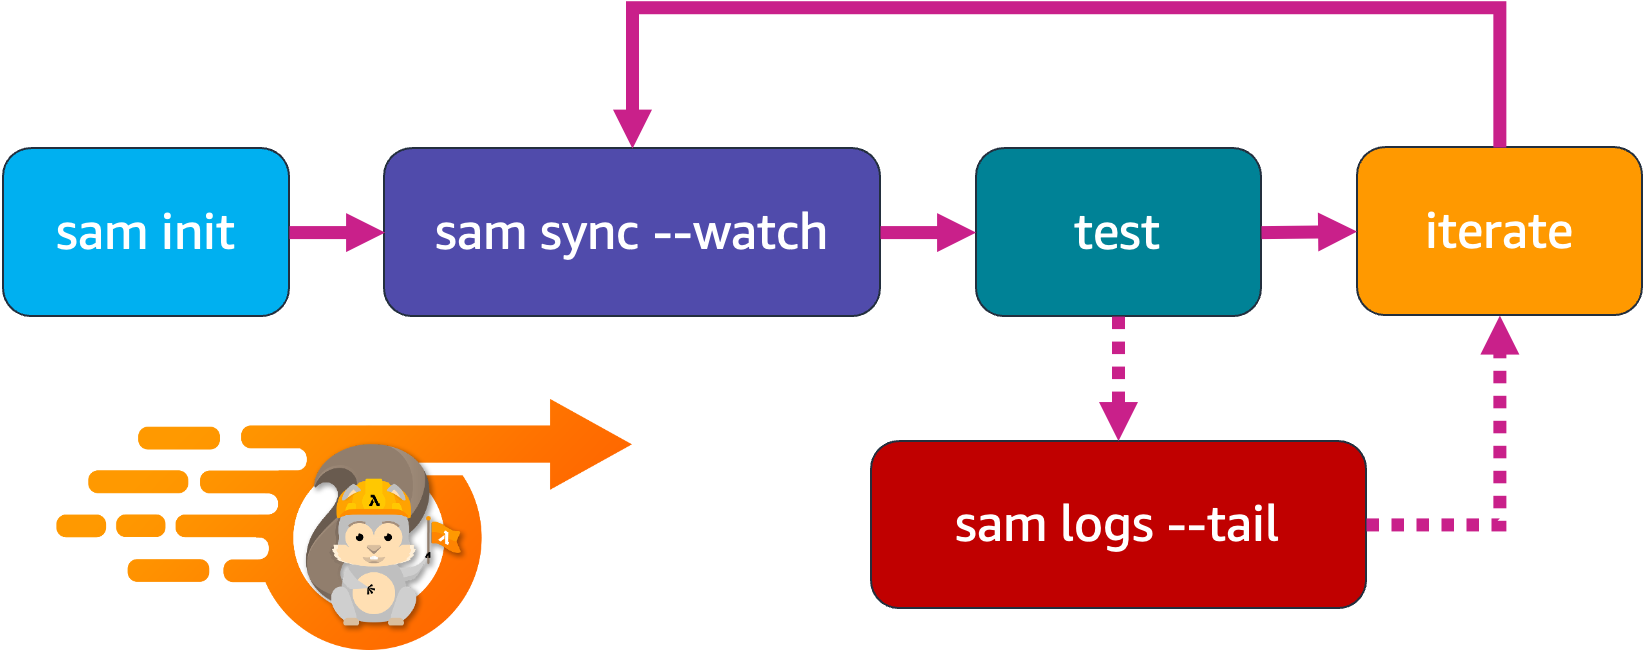 sam init
sam sync --watch
test
iterate
sam logs --tail
λ
λ